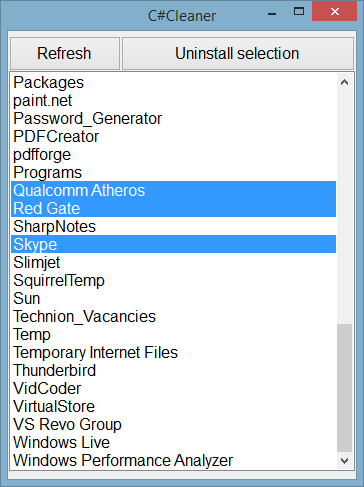 C#Cleaner
Refresh
Uninstall selection
Packages
paint.net
Password_Generator
PDFCreator
pdfforge
Programs
Qualcomm Atheros
Red Gate
SharpNotes
Skype
Slimjet
SquirrelTemp
Sun
Technion_Vacancies
Temp
Temporary Internet Files
Thunderbird
VidCoder
VirtualStore
VS Revo Group
Windows Live
Windows Performance Analyzer